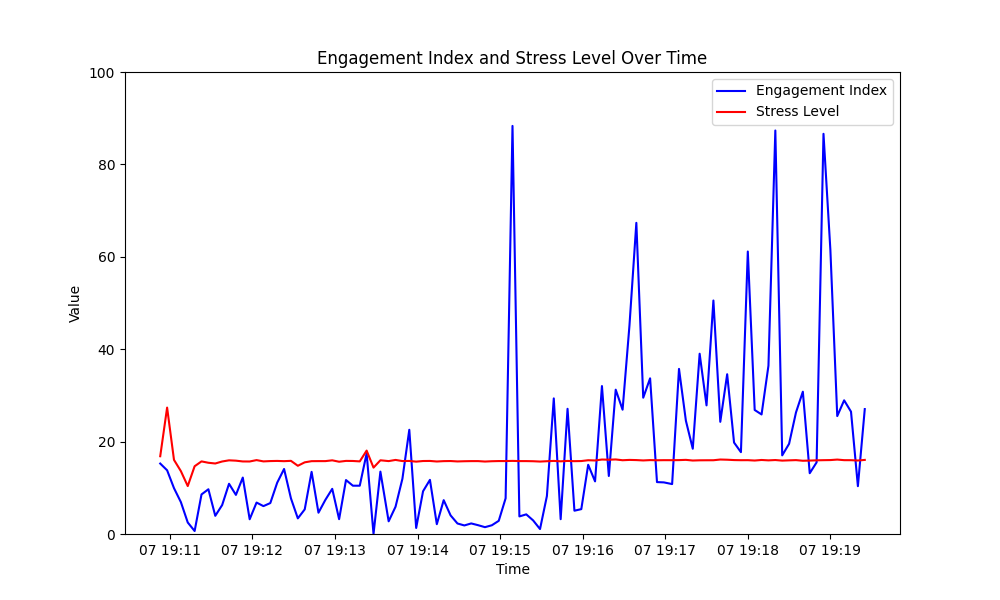 Engagement Index and Stress Level Over Time
Engagement Index
Stress Level
100
80
60
40
20
0
Value
07 19:11 07 19:12 07 19:13 07 19:14 07 19:15 07 19:16 07 19:17 07 19:18 07 19:19
Time